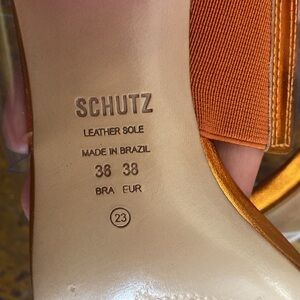 SCHUTZ
LEATHER SOLE
MADE IN BRAZIL
36 38
BRA EUR
23